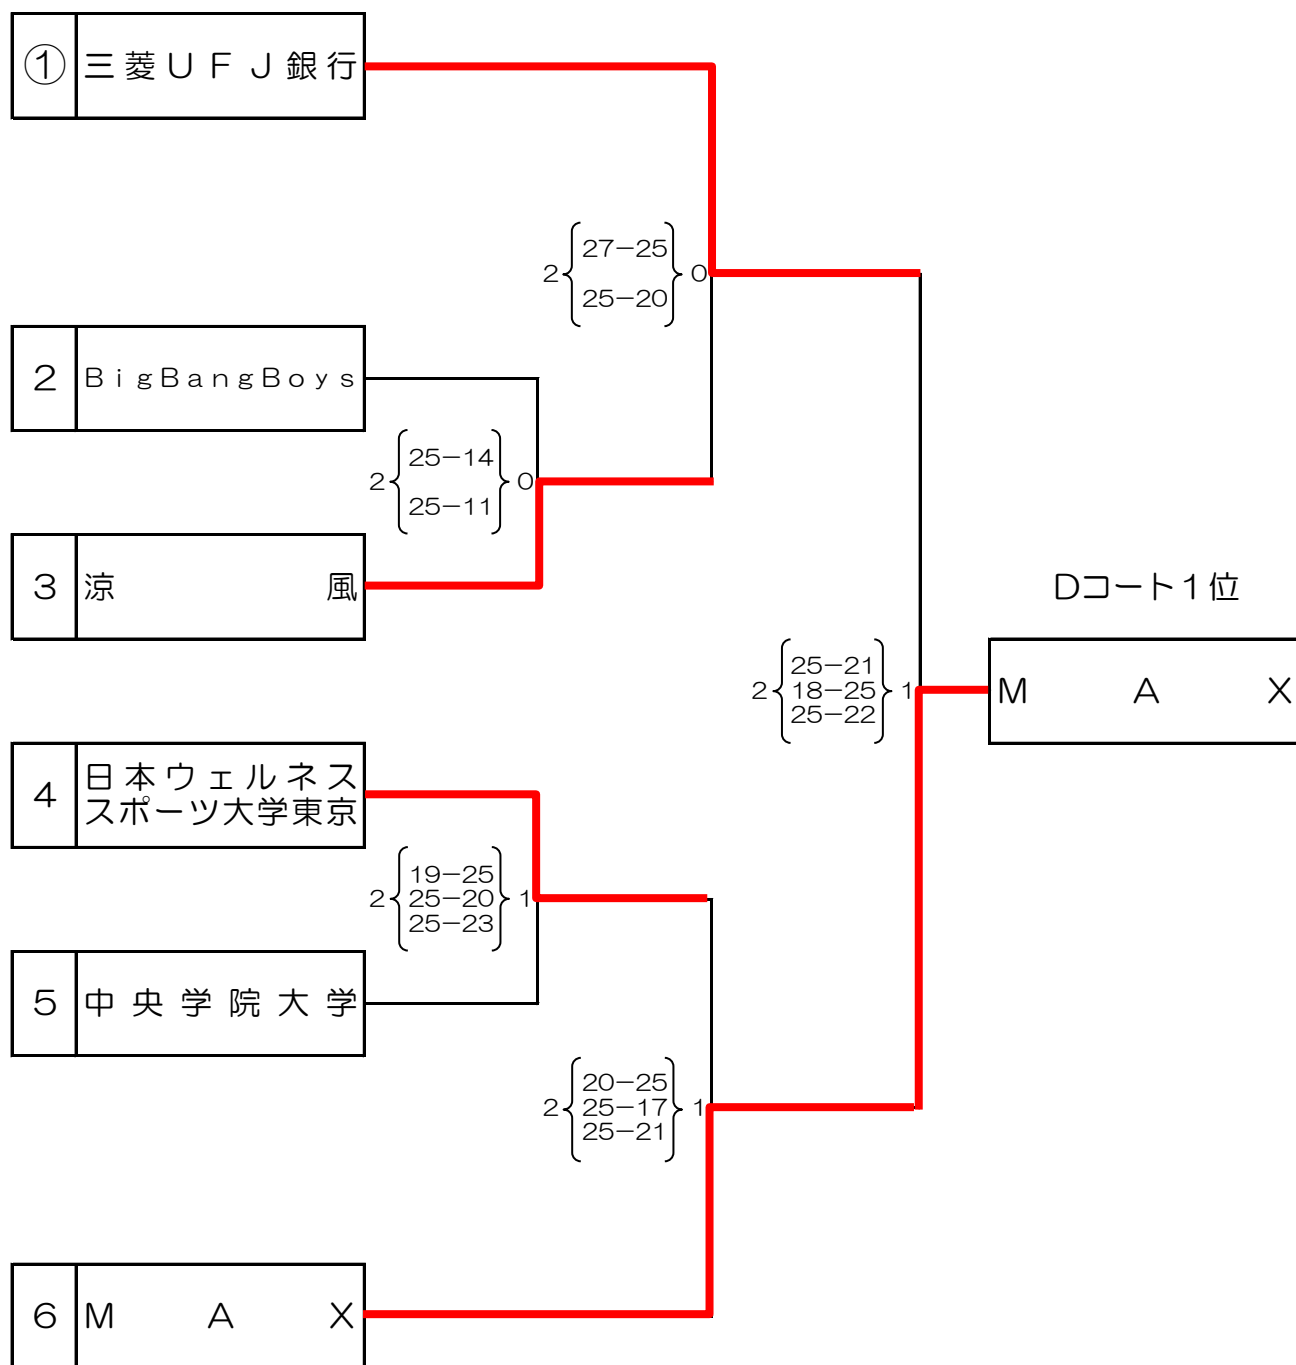 ① 三菱ＵＦＪ銀行
2 { 27－25 } 0
25－20
2 ＢｉｇＢａｎｇＢｏｙｓ
2 { 25－14 } 0
25－11
3 涼　風
Dコート１位
2 { 25－21
18－25 } 1
25－22
Ｍ　Ａ　Ｘ
4 日本ウェルネス
スポーツ大学東京
2 { 19－25
25－20 } 1
25－23
5 中央学院大学
2 { 20－25
25－17 } 1
25－21
6 Ｍ　Ａ　Ｘ